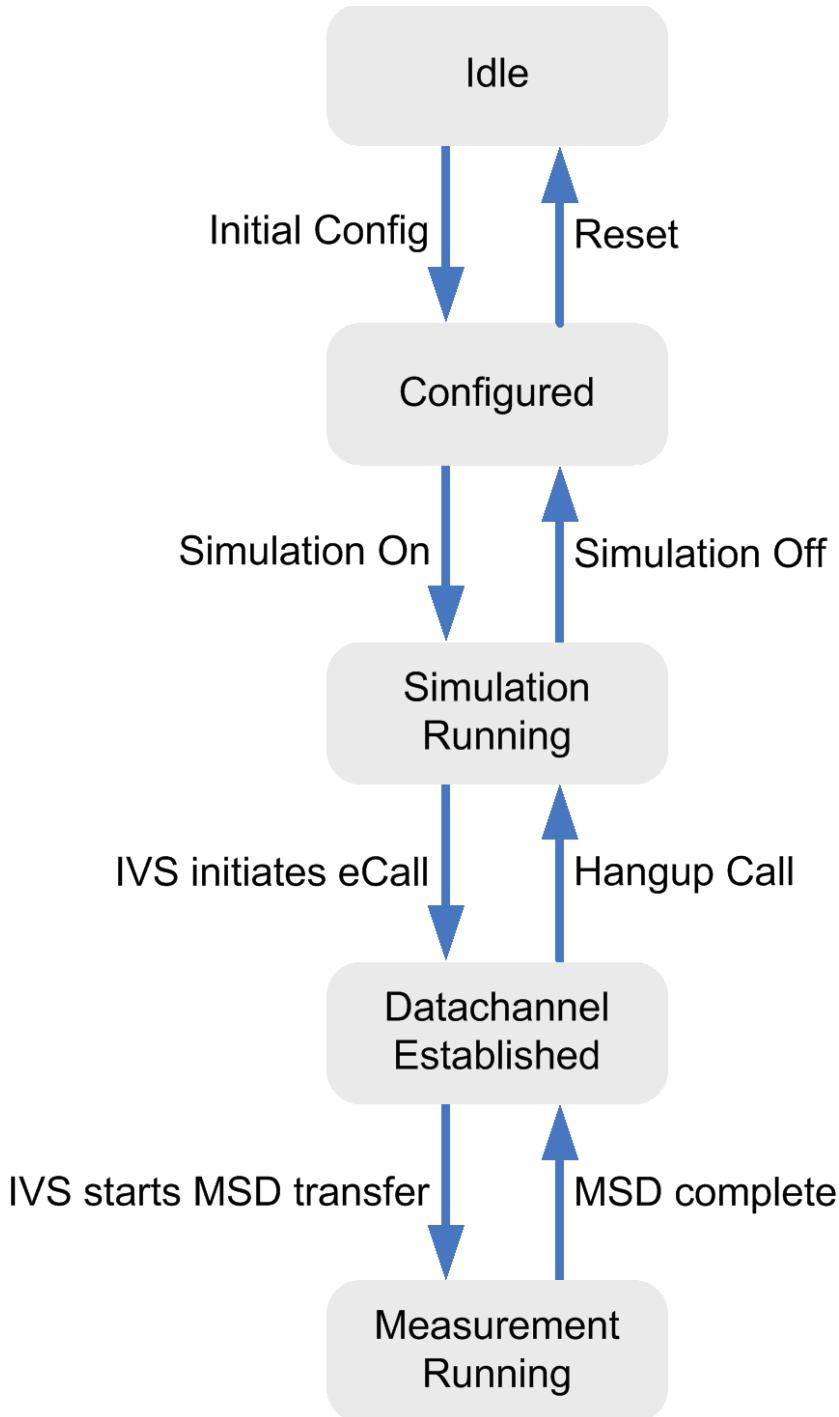 Idle
Initial Config
Reset
Configured
Simulation On
Simulation Off
Simulation
Running
IVS initiates eCall
Hangup Call
Datachannel
Established
IVS starts MSD transfer
MSD complete
Measurement
Running